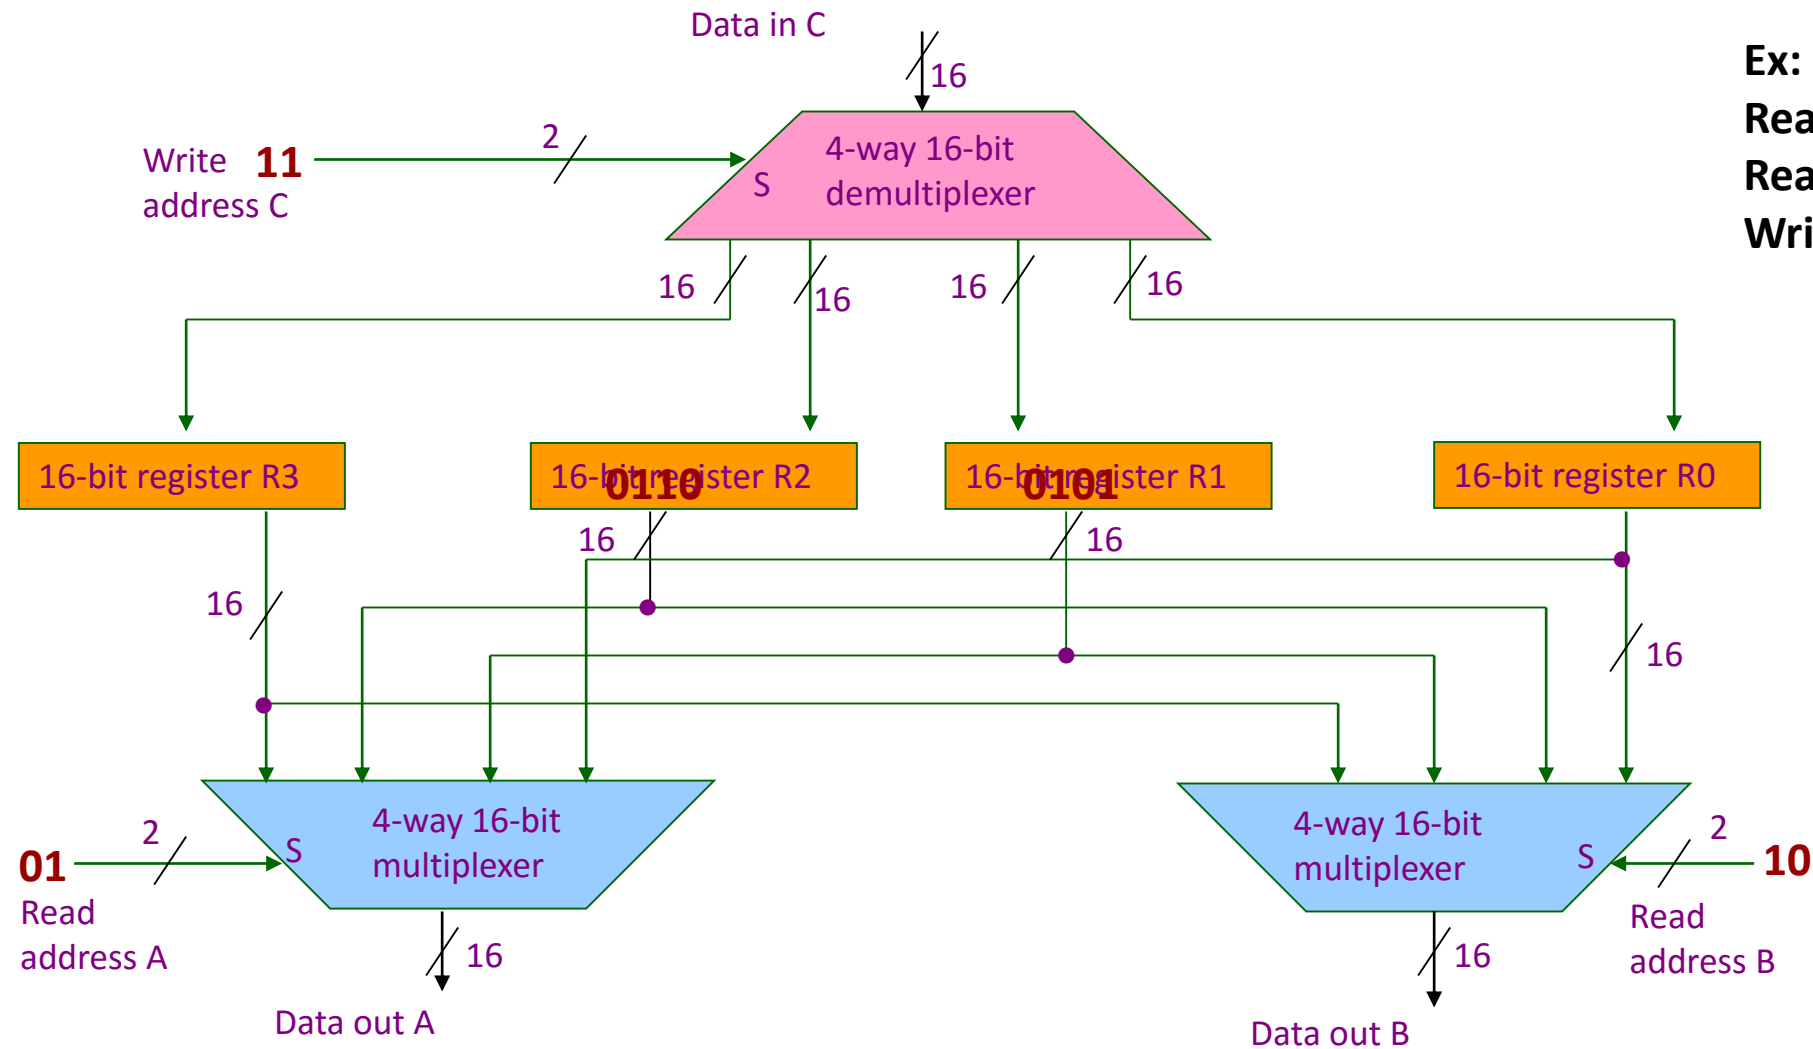 Data in C
16
Ex:
Rea
Rea
Wri
Write 11
address C
2
S
4-way 16-bit
demultiplexer
16
16
16
16
16-bit register R3
16-bit register R2
0110
16-bit register R1
0101
16-bit register R0
16
16
16
16
4-way 16-bit
multiplexer
S
2
01
Read
address A
16
Data out A
4-way 16-bit
multiplexer
S
2
10
Read
address B
16
Data out B